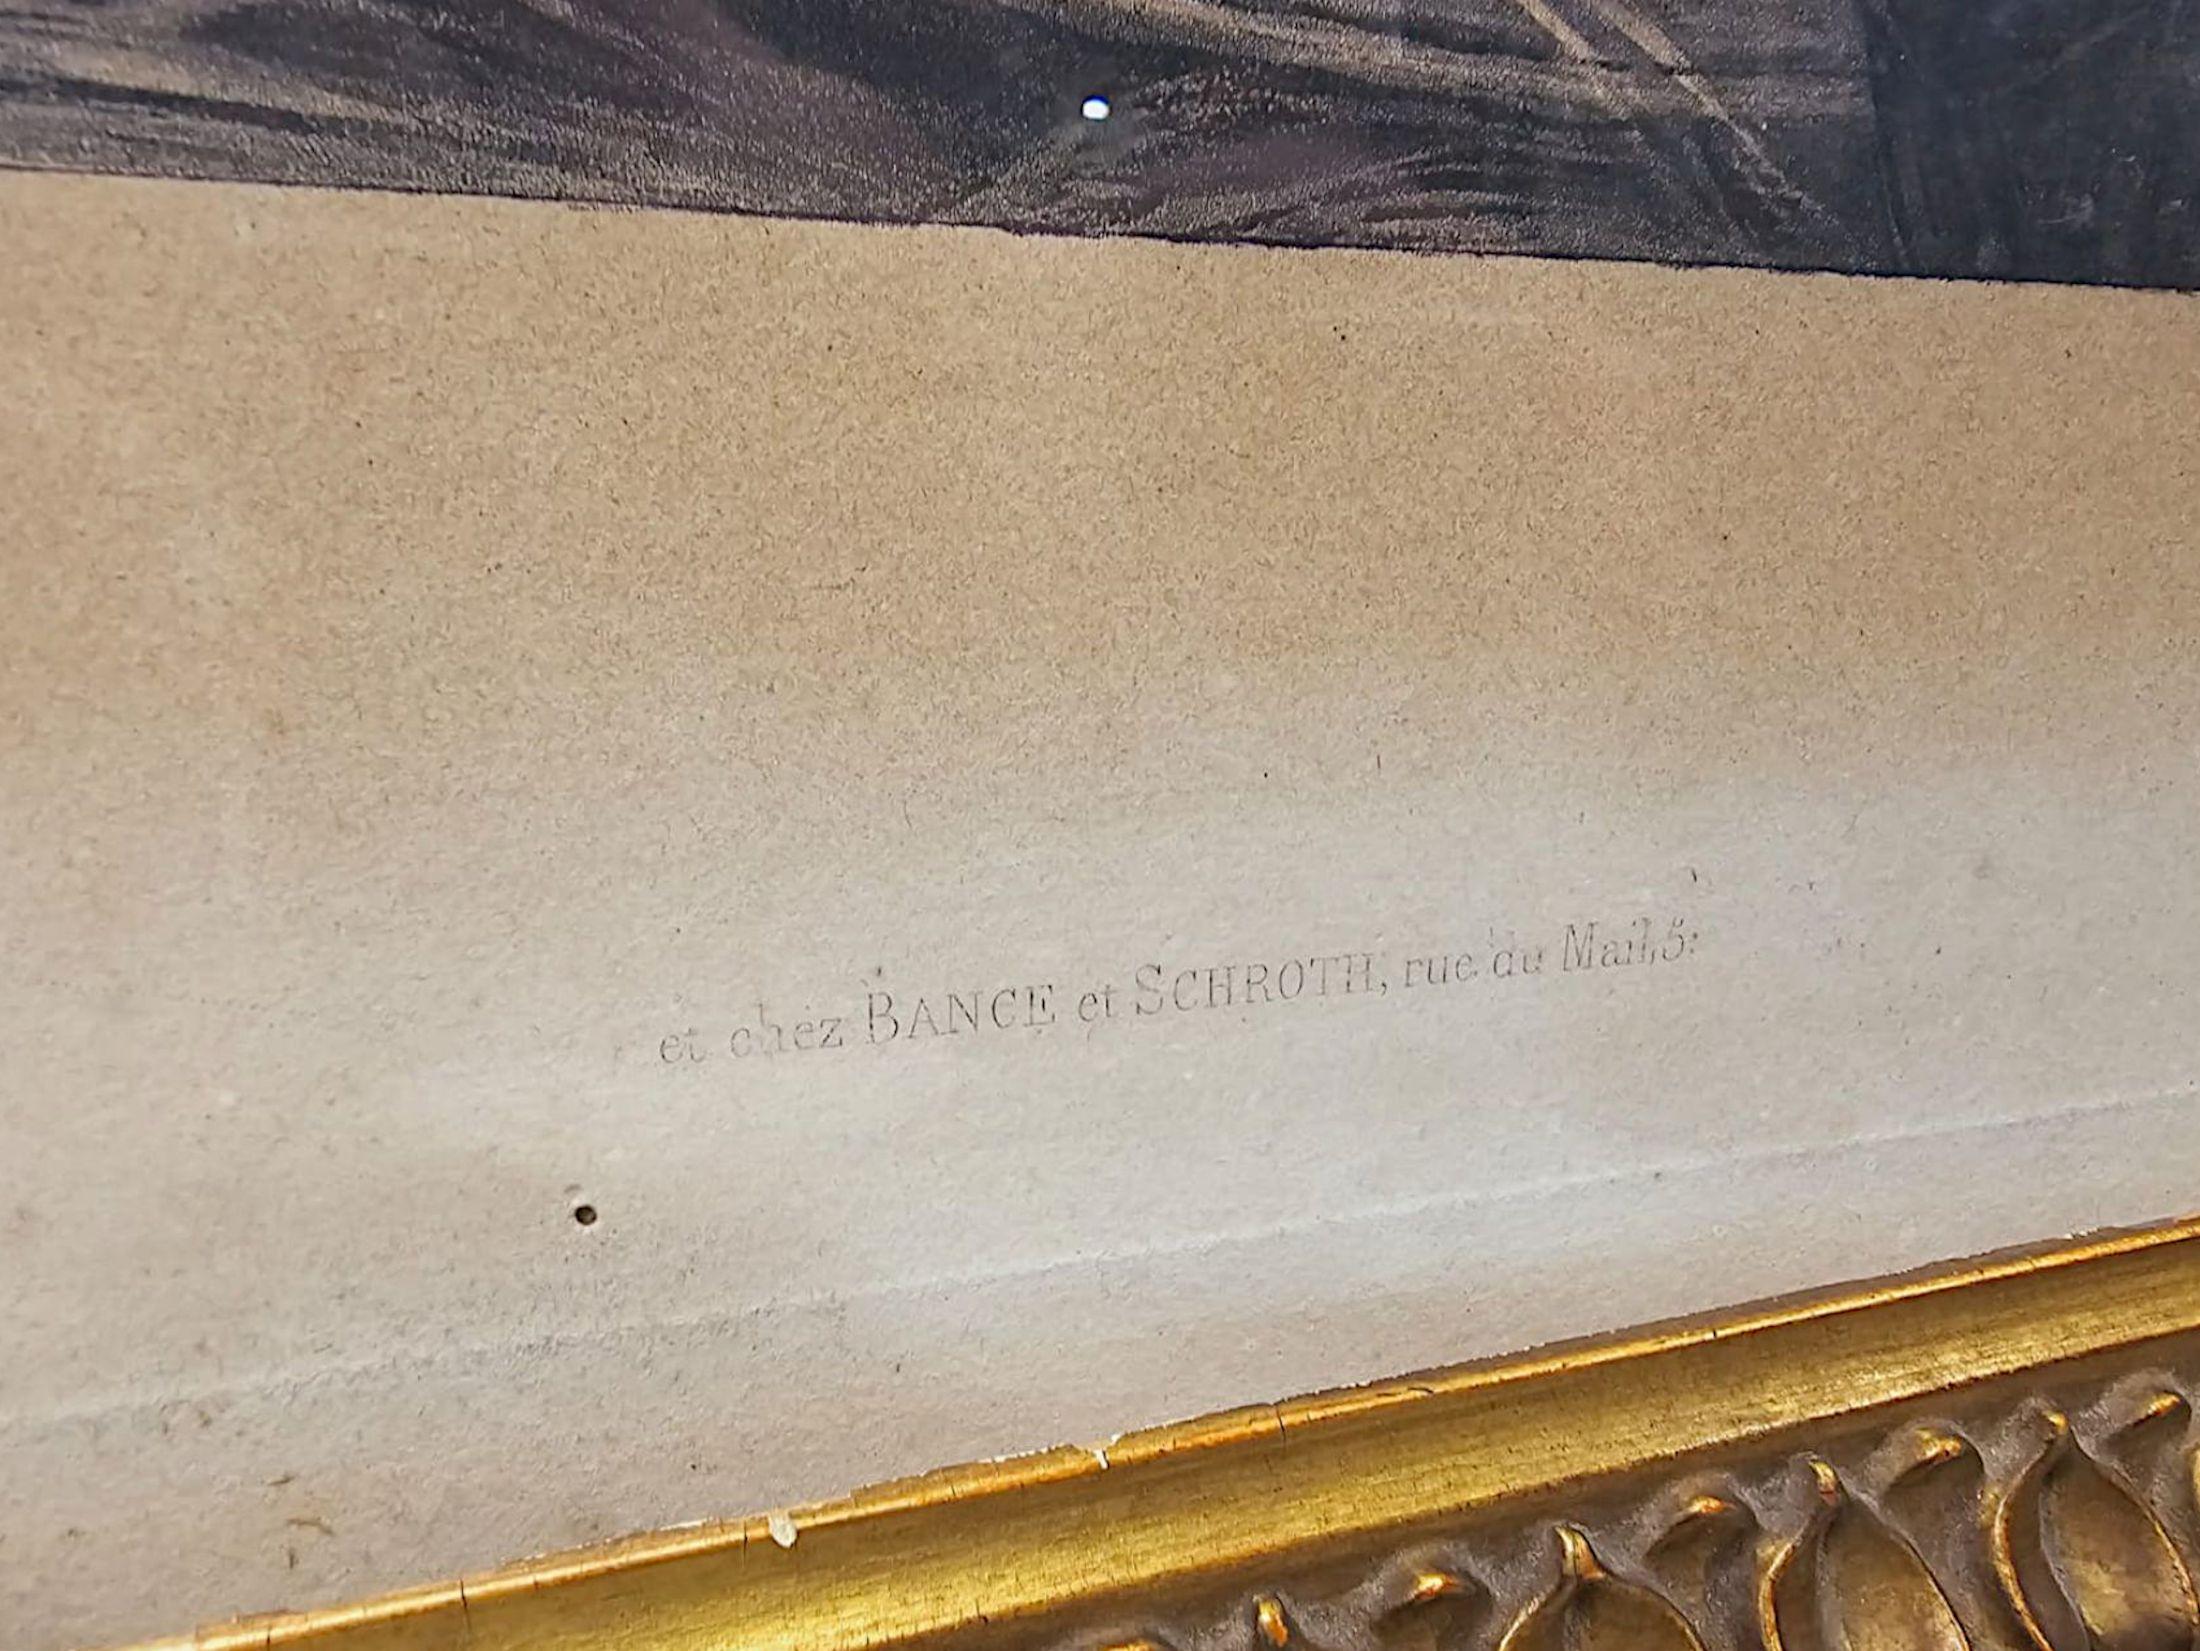 et chez BANCE et SCHROTH, rue du Mail, 5.